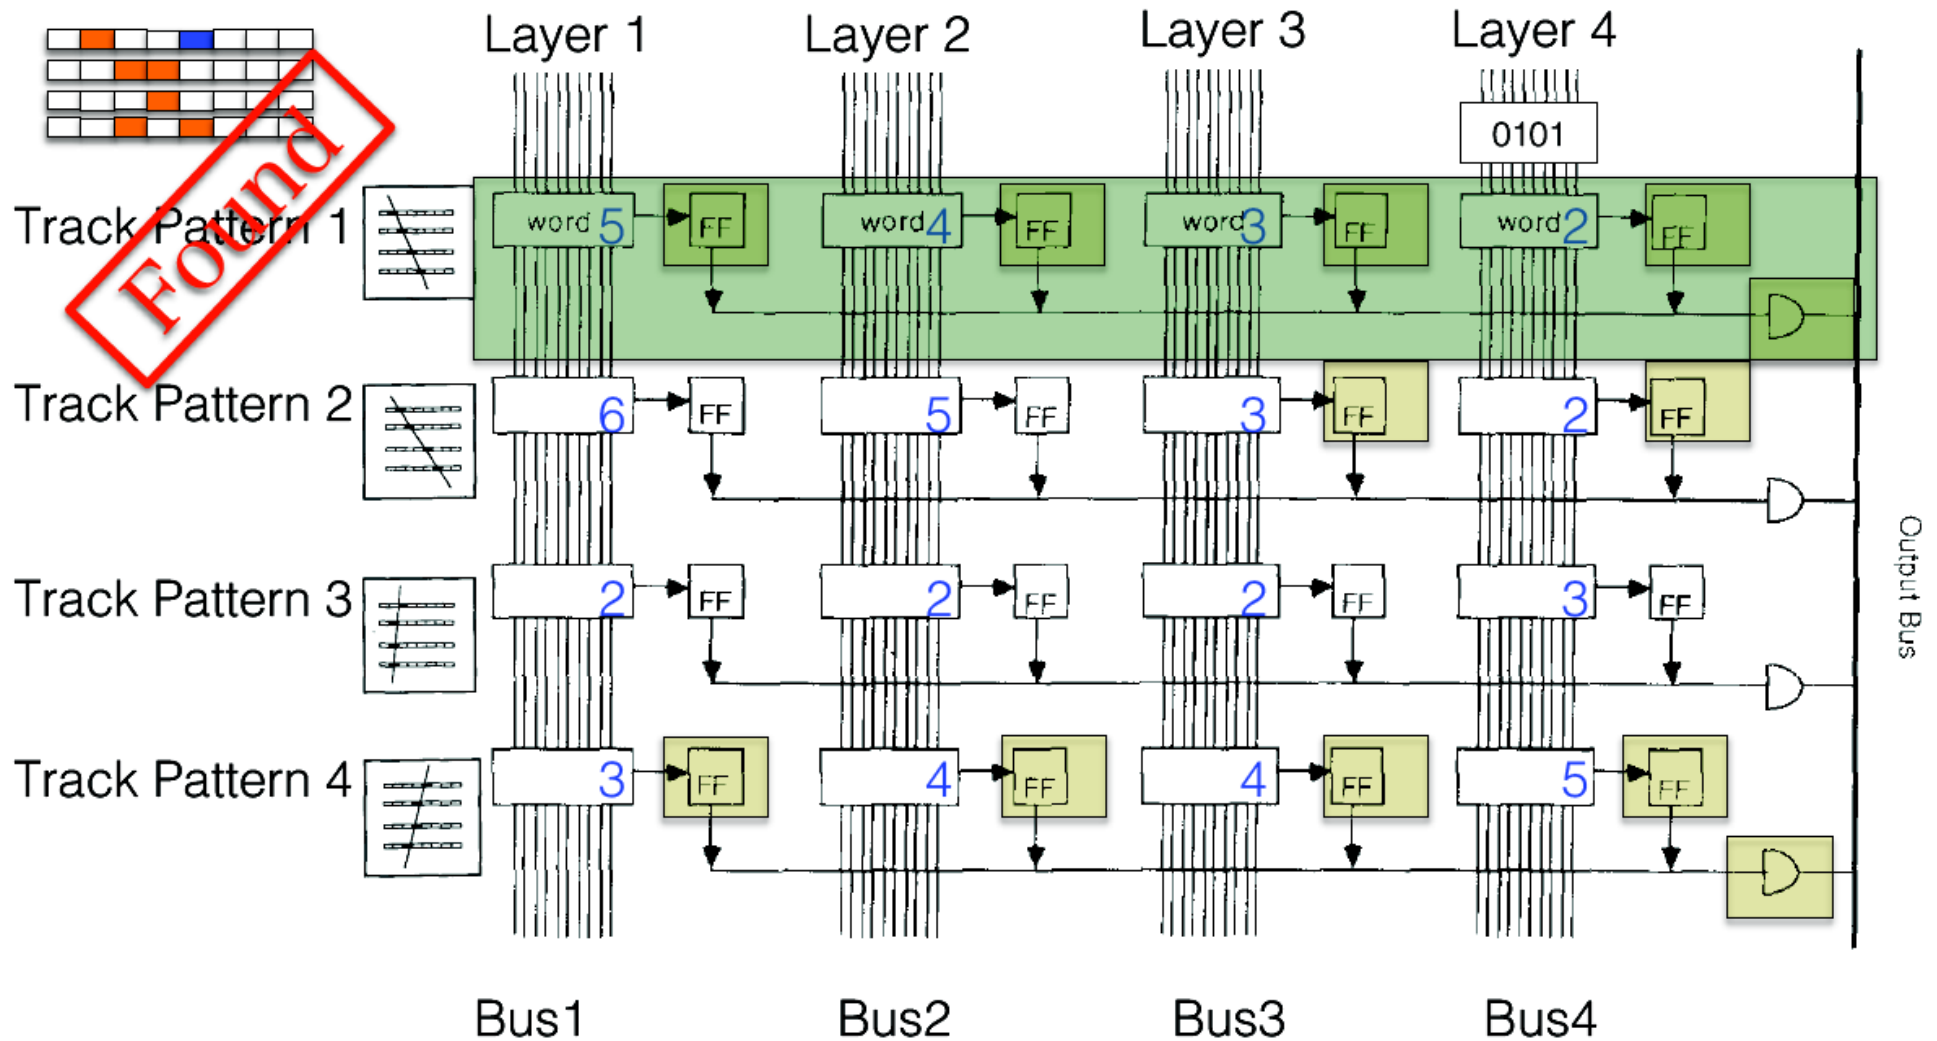 Layer 1 Layer 2 Layer 3 Layer 4
0101
Found
Track Pattern 1 word 5 FF word 4 FF word 3 FF word 2 FF
Track Pattern 2 6 FF 5 FF 3 FF 2 FF
Track Pattern 3 2 FF 2 FF 2 FF 3 FF
Track Pattern 4 3 FF 4 FF 4 FF 5 FF
Output Bus
Bus1 Bus2 Bus3 Bus4